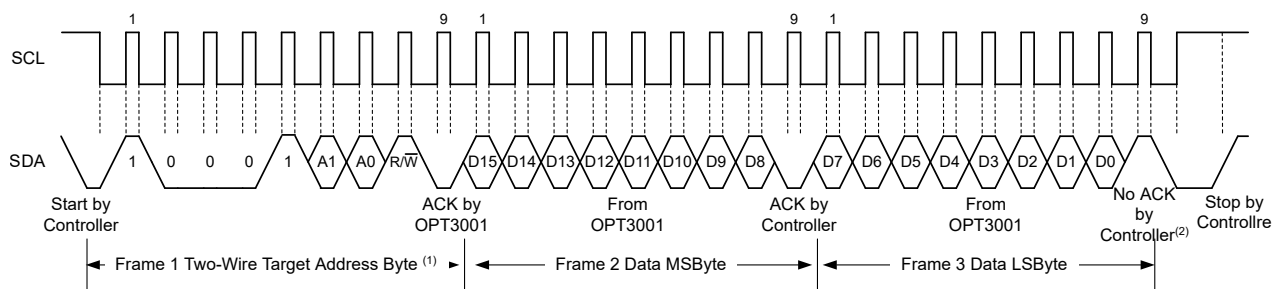 1 9 1 9 1 9
SCL
SDA
1 0 0 0 1 A1 A0 R/W̅ D15 D14 D13 D12 D11 D10 D9 D8 D7 D6 D5 D4 D3 D2 D1 D0
Start by
Controller
ACK by
OPT3001
From
OPT3001
ACK by
Controller
From
OPT3001
No ACK
by
Controller(2)
Stop by
Controllre
Frame 1 Two-Wire Target Address Byte (1)
Frame 2 Data MSByte
Frame 3 Data LSByte